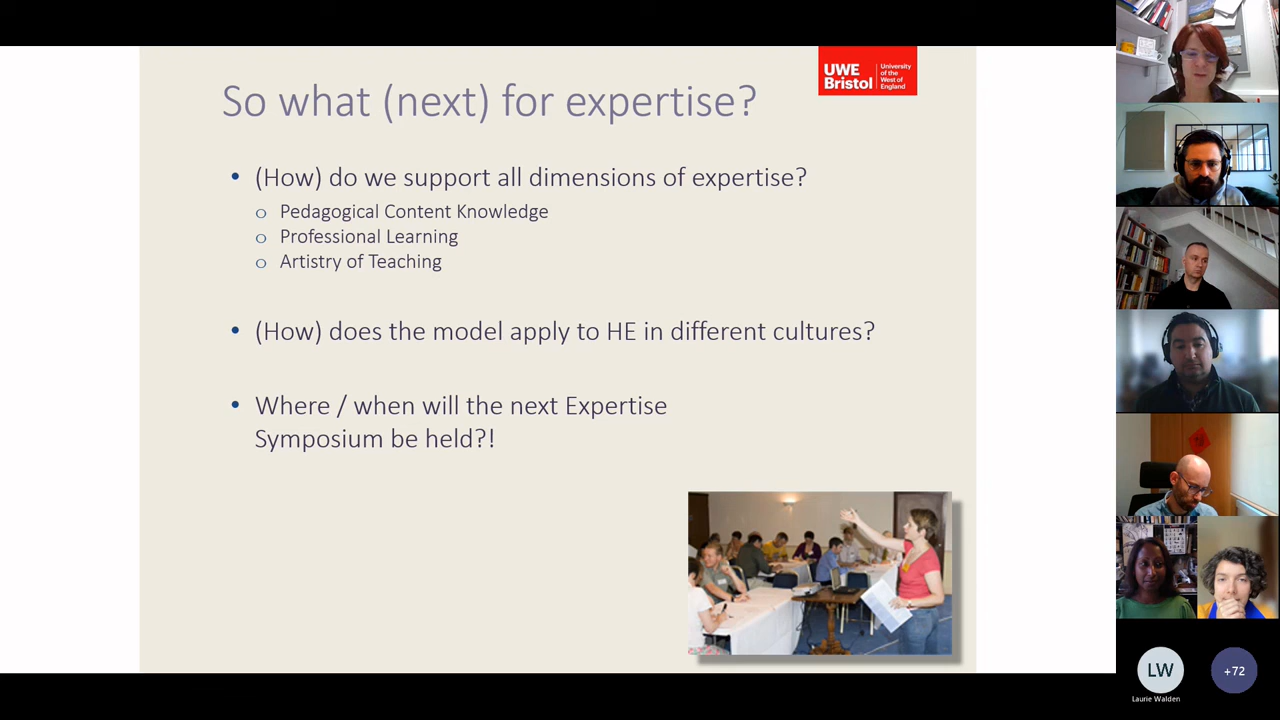 So what (next) for expertise?
UWE
Bristol
University
of the
West of
England
• (How) do we support all dimensions of expertise?
o Pedagogical Content Knowledge
o Professional Learning
o Artistry of Teaching
• (How) does the model apply to HE in different cultures?
• Where / when will the next Expertise
Symposium be held?!
LW
Laurie Walden
+72